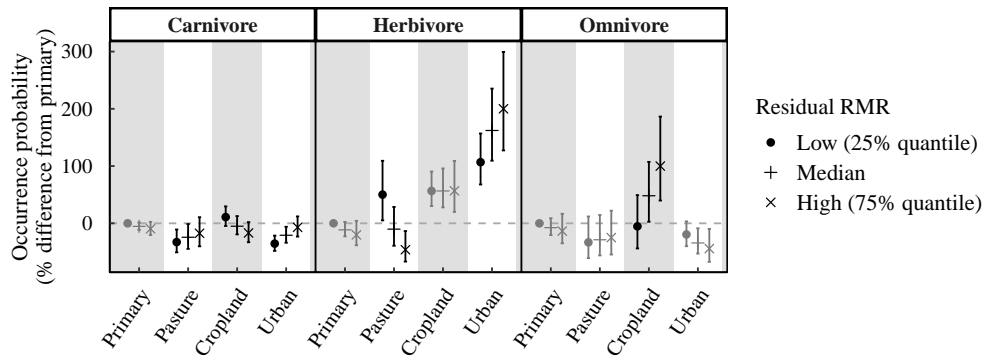 Carnivore Herbivore Omnivore
Occurrence probability
(% difference from primary)
300
200
100
0
Primary Pasture Cropland Urban Primary Pasture Cropland Urban Primary Pasture Cropland Urban
Residual RMR
Low (25% quantile)
Median
High (75% quantile)